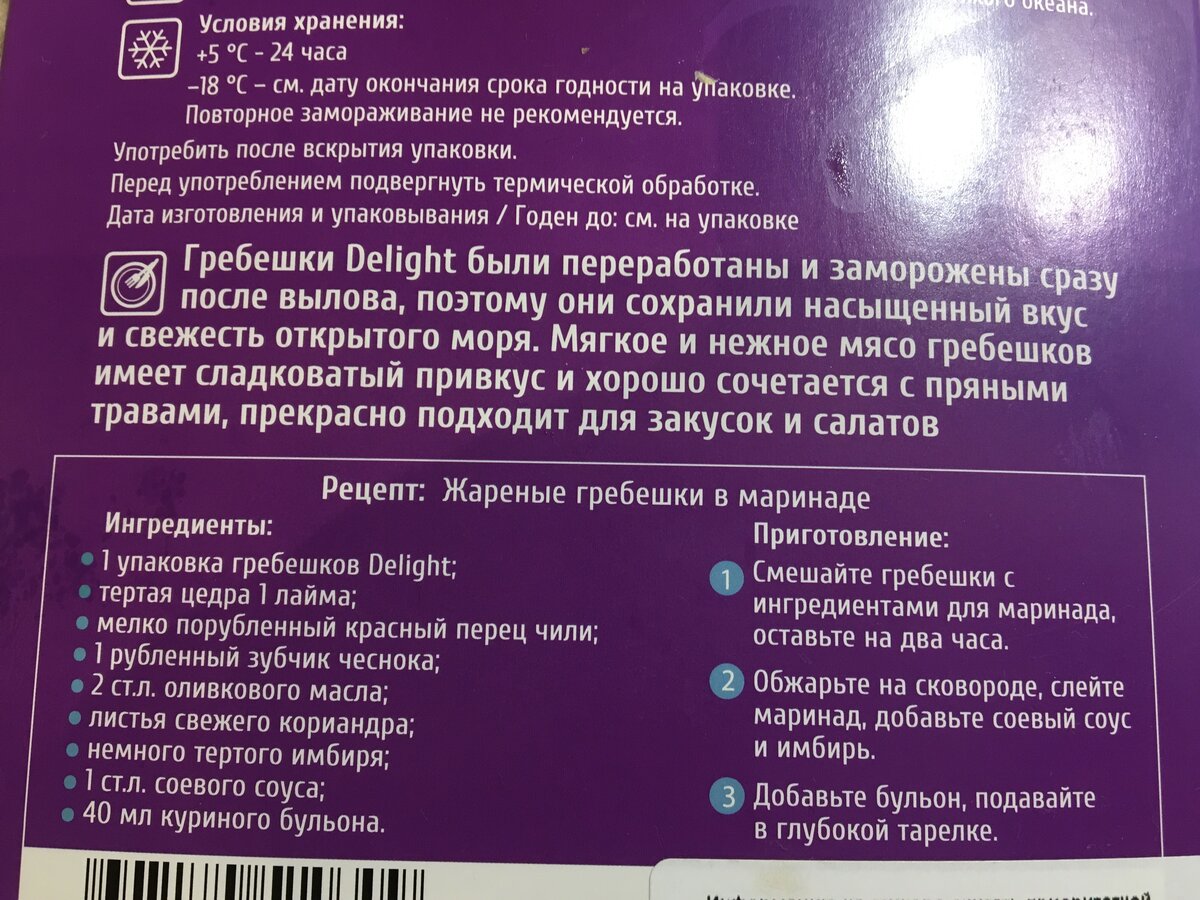 океана.
Условия хранения:
+5 °C - 24 часа
–18 °C – см. дату окончания срока годности на упаковке.
Повторное замораживание не рекомендуется.
Употребить после вскрытия упаковки.
Перед употреблением подвергнуть термической обработке.
Дата изготовления и упаковывания / Годен до: см. на упаковке
Гребешки Delight были переработаны и заморожены сразу
после вылова, поэтому они сохранили насыщенный вкус
и свежесть открытого моря. Мягкое и нежное мясо гребешков
имеет сладковатый привкус и хорошо сочетается с пряными
травами, прекрасно подходит для закусок и салатов
Рецепт: Жареные гребешки в маринаде
Ингредиенты:
• 1 упаковка гребешков Delight;
• тертая цедра 1 лайма;
• мелко порубленный красный перец чили;
• 1 рубленный зубчик чеснока;
• 2 ст.л. оливкового масла;
• листья свежего кориандра;
• немного тертого имбиря;
• 1 ст.л. соевого соуса;
• 40 мл куриного бульона.
Приготовление:
1 Смешайте гребешки с
ингредиентами для маринада,
оставьте на два часа.
2 Обжарьте на сковороде, слейте
маринад, добавьте соевый соус
и имбирь.
3 Добавьте бульон, подавайте
в глубокой тарелке.